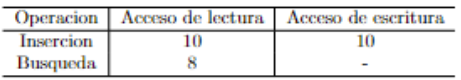 Operacion Acceso de lectura Acceso de escritura
Insercion 10 10
Busqueda 8 -